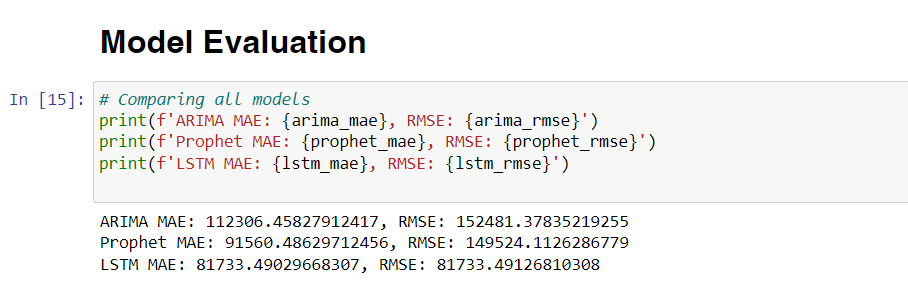 Model Evaluation
In [15]: # Comparing all models
print(f'ARIMA MAE: {arima_mae}, RMSE: {arima_rmse}')
print(f'Prophet MAE: {prophet_mae}, RMSE: {prophet_rmse}')
print(f'LSTM MAE: {lstm_mae}, RMSE: {lstm_rmse}')
ARIMA MAE: 112306.45827912417, RMSE: 152481.37835219255
Prophet MAE: 91560.48629712456, RMSE: 149524.1126286779
LSTM MAE: 81733.49029668307, RMSE: 81733.49126810308